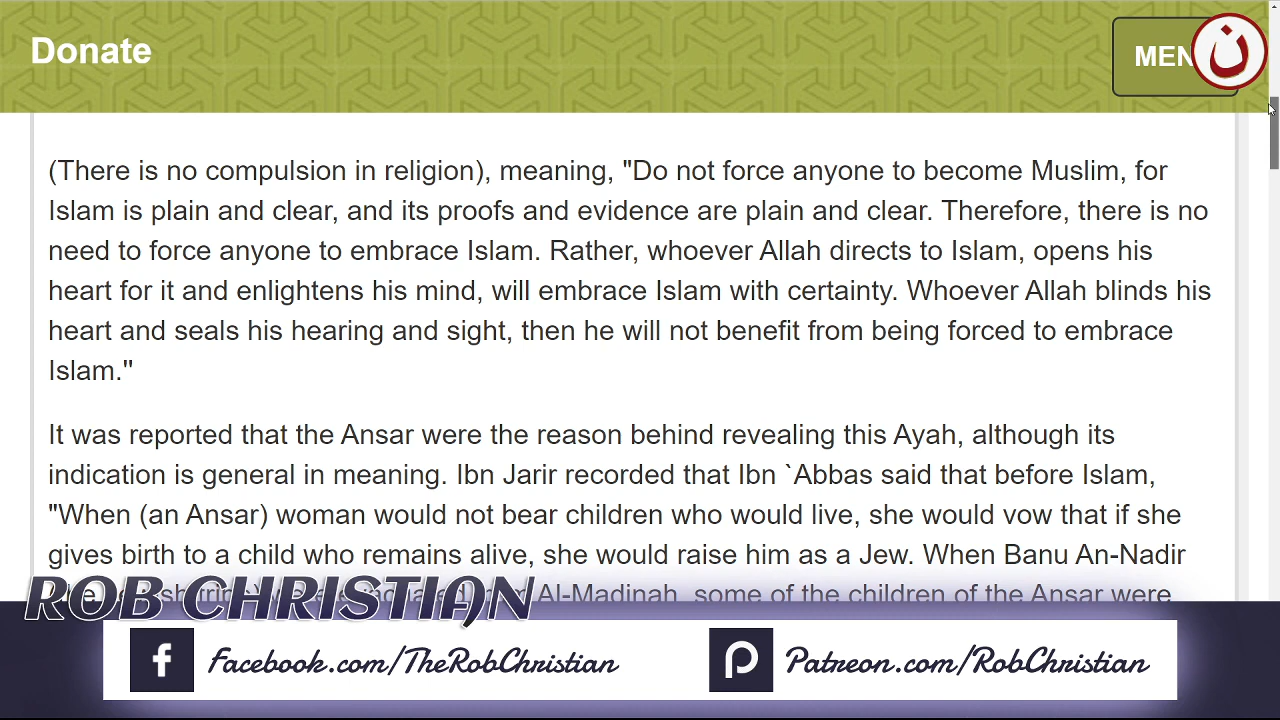 Donate
MEN
ن
(There is no compulsion in religion), meaning, "Do not force anyone to become Muslim, for
Islam is plain and clear, and its proofs and evidence are plain and clear. Therefore, there is no
need to force anyone to embrace Islam. Rather, whoever Allah directs to Islam, opens his
heart for it and enlightens his mind, will embrace Islam with certainty. Whoever Allah blinds his
heart and seals his hearing and sight, then he will not benefit from being forced to embrace
Islam."
It was reported that the Ansar were the reason behind revealing this Ayah, although its
indication is general in meaning. Ibn Jarir recorded that Ibn `Abbas said that before Islam,
"When (an Ansar) woman would not bear children who would live, she would vow that if she
gives birth to a child who remains alive, she would raise him as a Jew. When Banu An-Nadir
Al-Madinah, some of the children of the Ansar were
ROB CHRISTIAN
f Facebook.com/TheRobChristian
Patreon.com/RobChristian